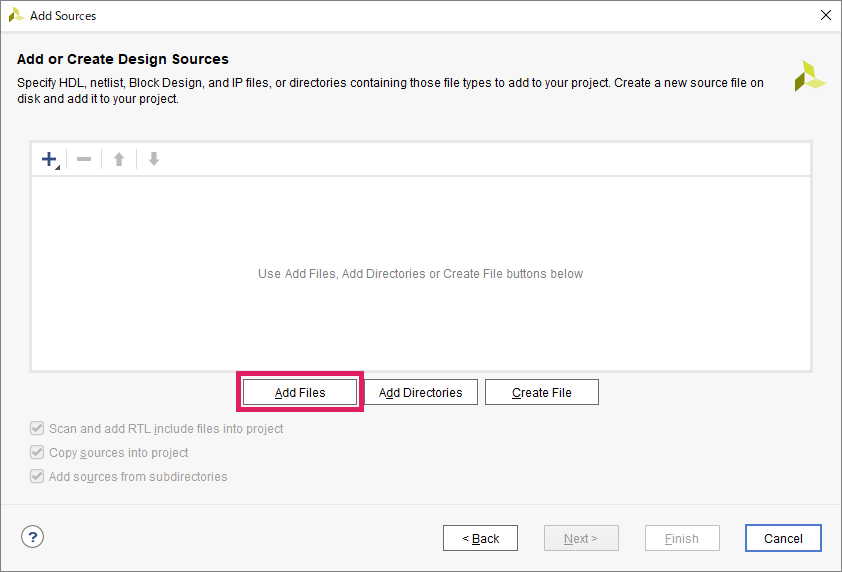 Add Sources
Add or Create Design Sources
Specify HDL, netlist, Block Design, and IP files, or directories containing those file types to add to your project. Create a new source file on
disk and add it to your project.
Use Add Files, Add Directories or Create File buttons below
Add Files
Add Directories
Create File
Scan and add RTL include files into project
Copy sources into project
Add sources from subdirectories
?
< Back
Next >
Finish
Cancel